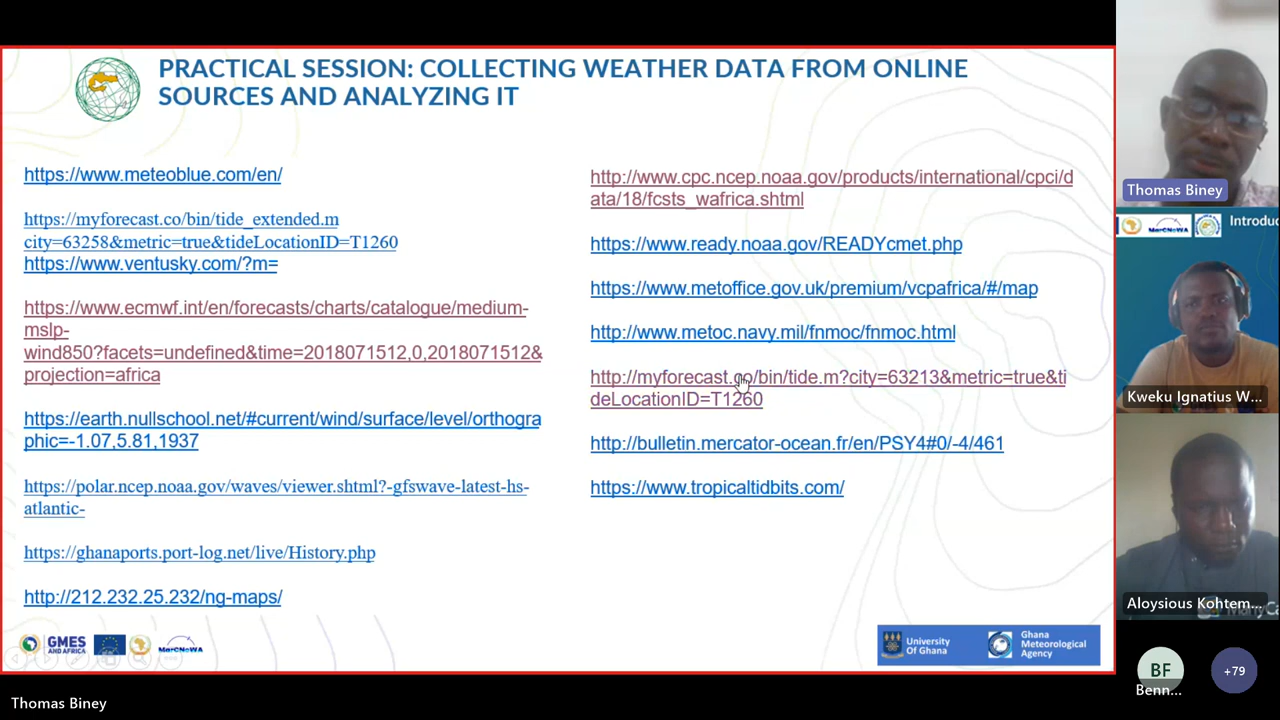 PRACTICAL SESSION: COLLECTING WEATHER DATA FROM ONLINE
SOURCES AND ANALYZING IT
https://www.meteoblue.com/en/
https://myforecast.co/bin/tide_extended.m
city=63258&metric=true&tideLocationID=T1260
https://www.ventusky.com/?m=
https://www.ecmwf.int/en/forecasts/charts/catalogue/medium-
mslp-
wind850?facets=undefined&time=2018071512,0,2018071512&
projection=africa
https://earth.nullschool.net/#current/wind/surface/level/orthogra
phic=-1.07,5.81,1937
https://polar.ncep.noaa.gov/waves/viewer.shtml?-gfswave-latest-hs-
atlantic-
https://ghanaports.port-log.net/live/History.php
http://212.232.25.232/ng-maps/
http://www.cpc.ncep.noaa.gov/products/international/cpci/d
ata/18/fcsts_wafrica.shtml
https://www.ready.noaa.gov/READYcmet.php
https://www.metoffice.gov.uk/premium/vcpafrica/#/map
http://www.metoc.navy.mil/fnmoc/fnmoc.html
http://myforecast.co/bin/tide.m?city=63213&metric=true&ti
deLocationID=T1260
http://bulletin.mercator-ocean.fr/en/PSY4#0/-4/461
https://www.tropicaltidbits.com/
GMES
AND AFRICA
MarCNoWA
University
Of Ghana
Ghana
Meteorological
Agency
Thomas Biney
MarCNoWA
Introduc
Kweku Ignatius W...
Aloysious Kohtem...
BF
Benn...
+79
Thomas Biney